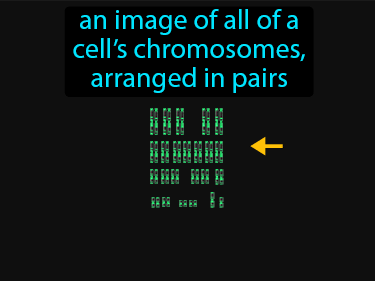 an image of all of a
cell’s chromosomes,
arranged in pairs